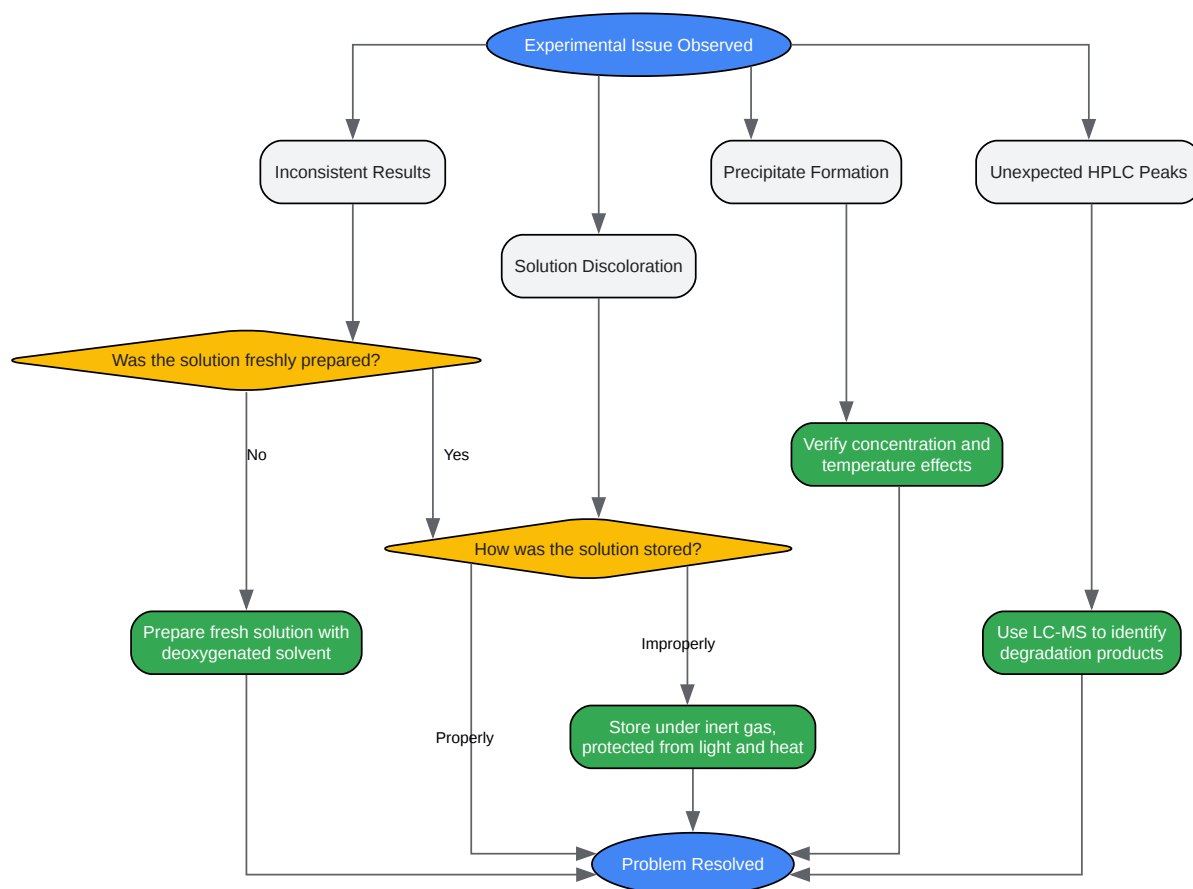 Experimental Issue Observed
Inconsistent Results
Precipitate Formation
Unexpected HPLC Peaks
Solution Discoloration
Was the solution freshly prepared?
No
Yes
Verify concentration and
temperature effects
How was the solution stored?
Prepare fresh solution with
deoxygenated solvent
Improperly
Use LC-MS to identify
degradation products
Properly
Store under inert gas,
protected from light and heat
Problem Resolved